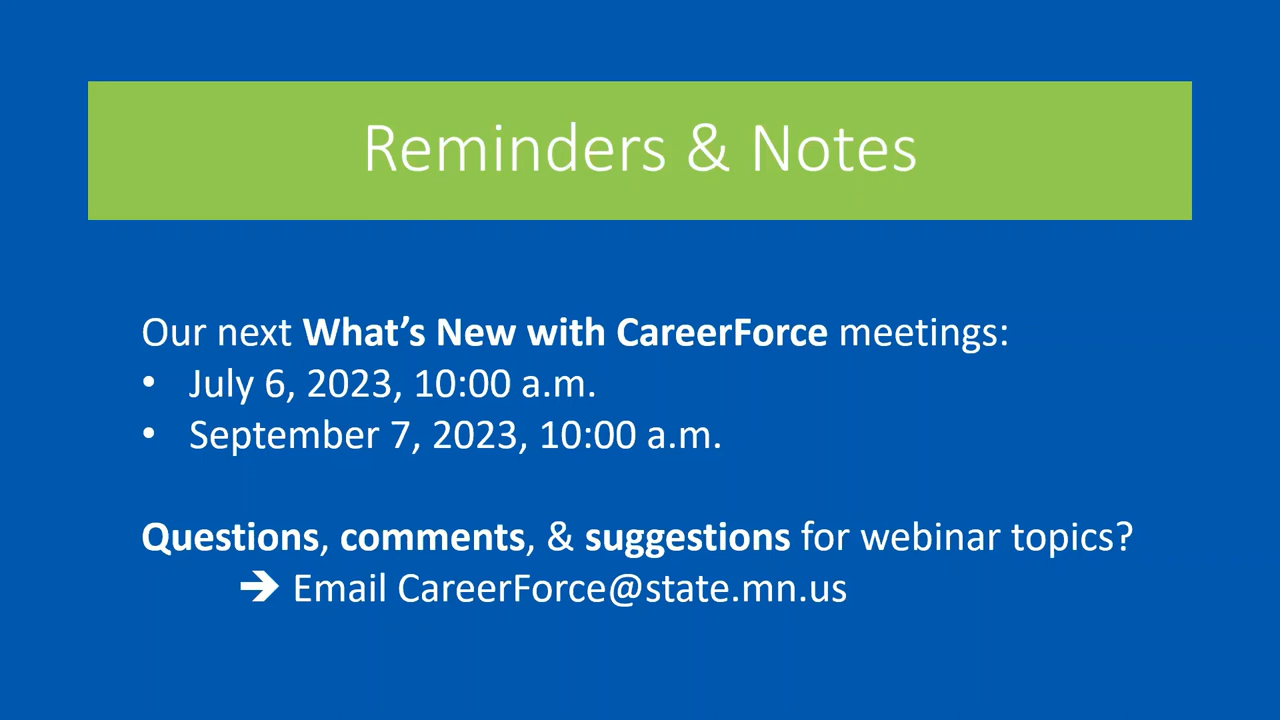 Reminders & Notes
Our next What’s New with CareerForce meetings:
• July 6, 2023, 10:00 a.m.
• September 7, 2023, 10:00 a.m.
Questions, comments, & suggestions for webinar topics?
➔ Email CareerForce@state.mn.us